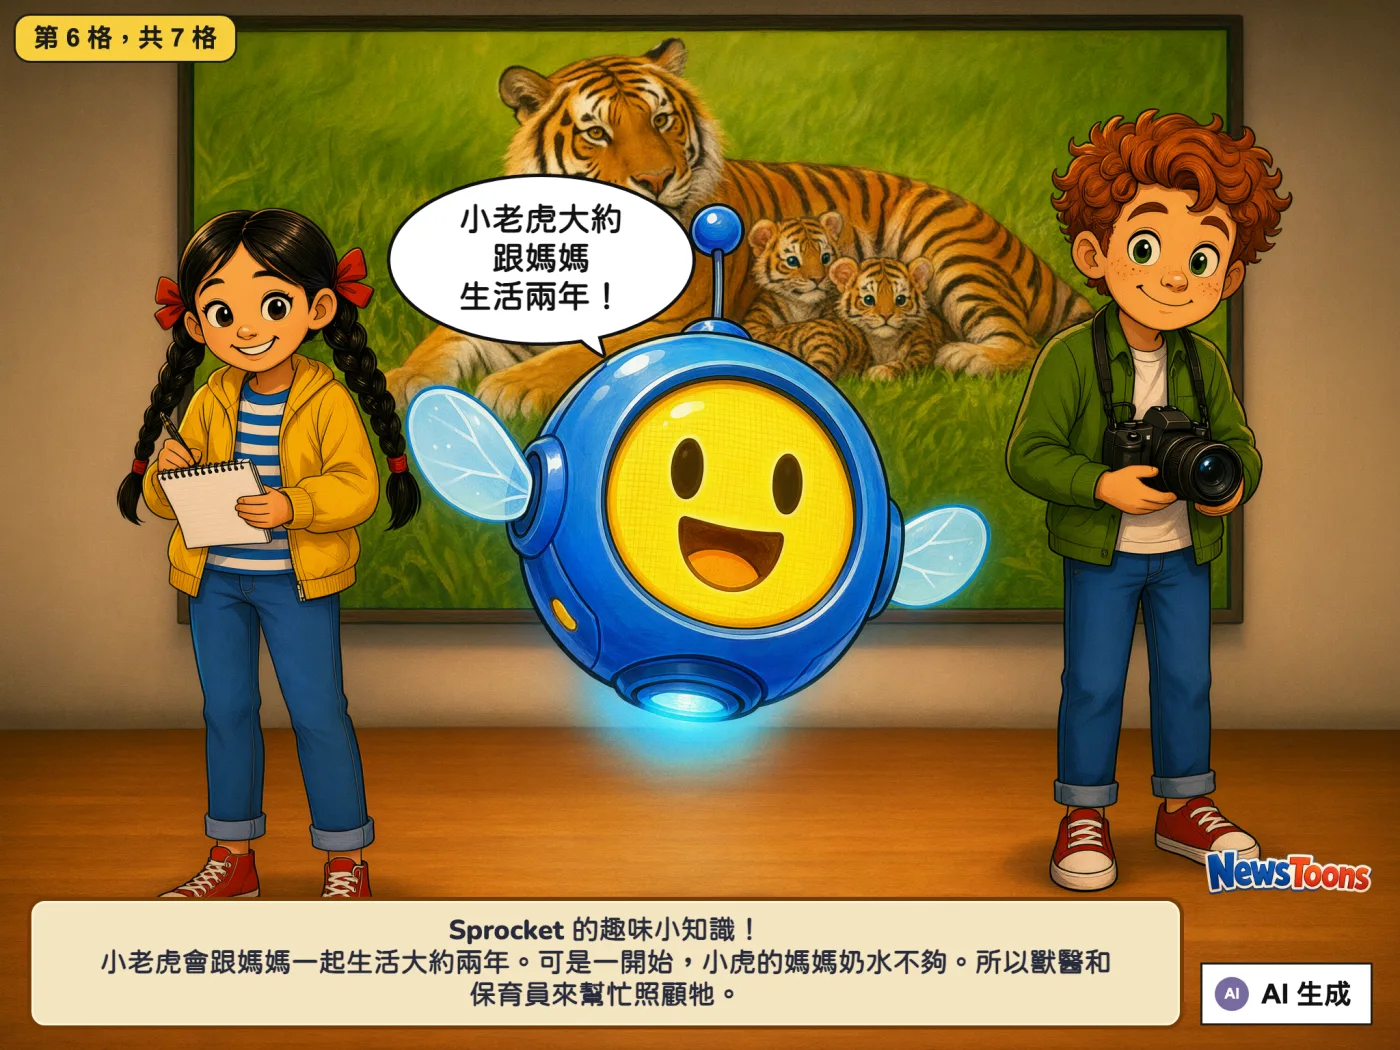 第 6 格，共 7 格
小老虎大約
跟媽媽
生活兩年！
NewsToons
Sprocket 的趣味小知識！
小老虎會跟媽媽一起生活大約兩年。可是一開始，小虎的媽媽奶水不夠。所以獸醫和
保育員來幫忙照顧牠。
AI AI 生成